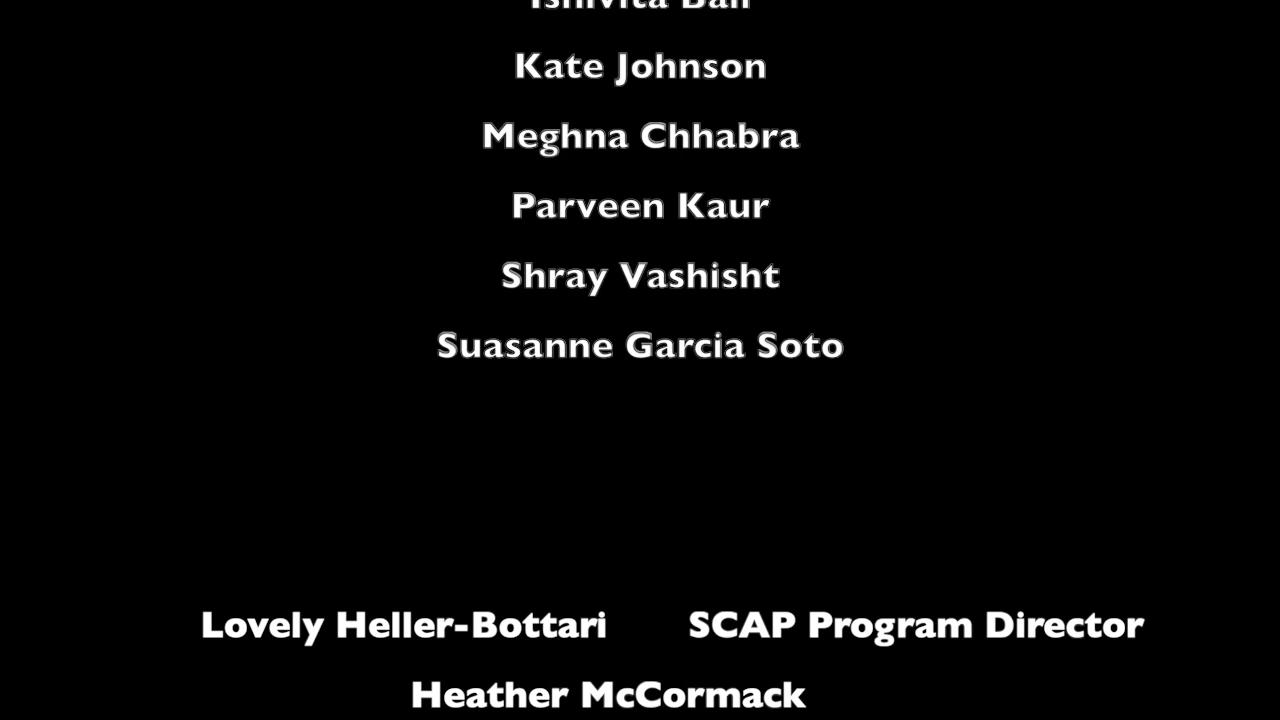 Kate Johnson
Meghna Chhabra
Parveen Kaur
Shray Vashisht
Suasanne Garcia Soto
Lovely Heller-Bottari SCAP Program Director
Heather McCormack